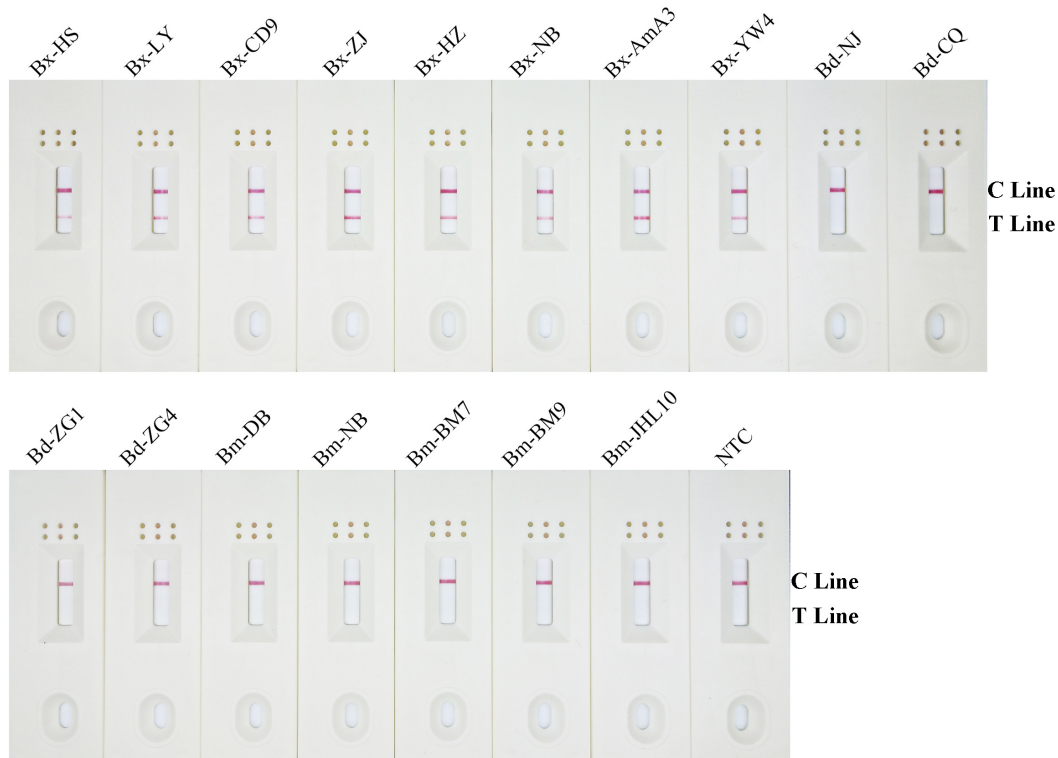 Bx-HS Bx-LY Bx-CD9 Bx-ZJ Bx-HZ Bx-NB Bx-AmA3 Bx-YW4 Bd-NJ Bd-CQ
C Line
T Line
Bd-ZG1 Bd-ZG4 Bm-DB Bm-NB Bm-BM7 Bm-BM9 Bm-JHL10 NTC
C Line
T Line